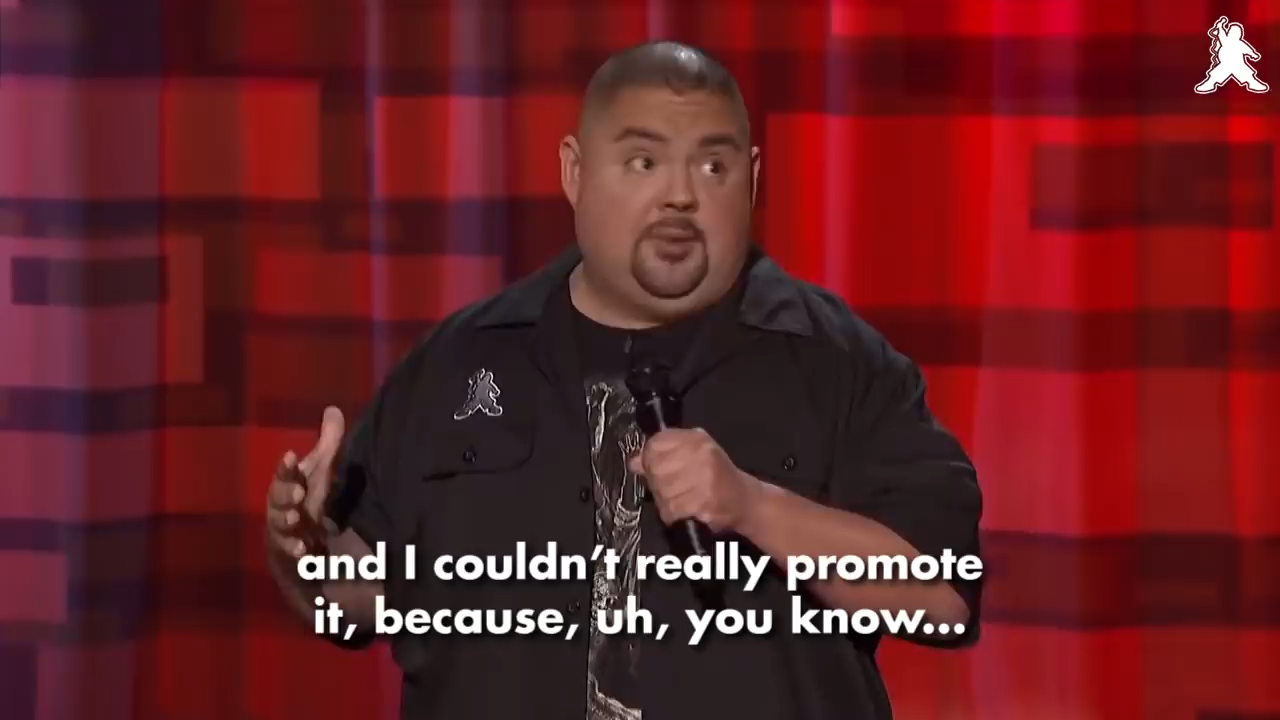 and I couldn’t really promote
it, because, uh, you know...